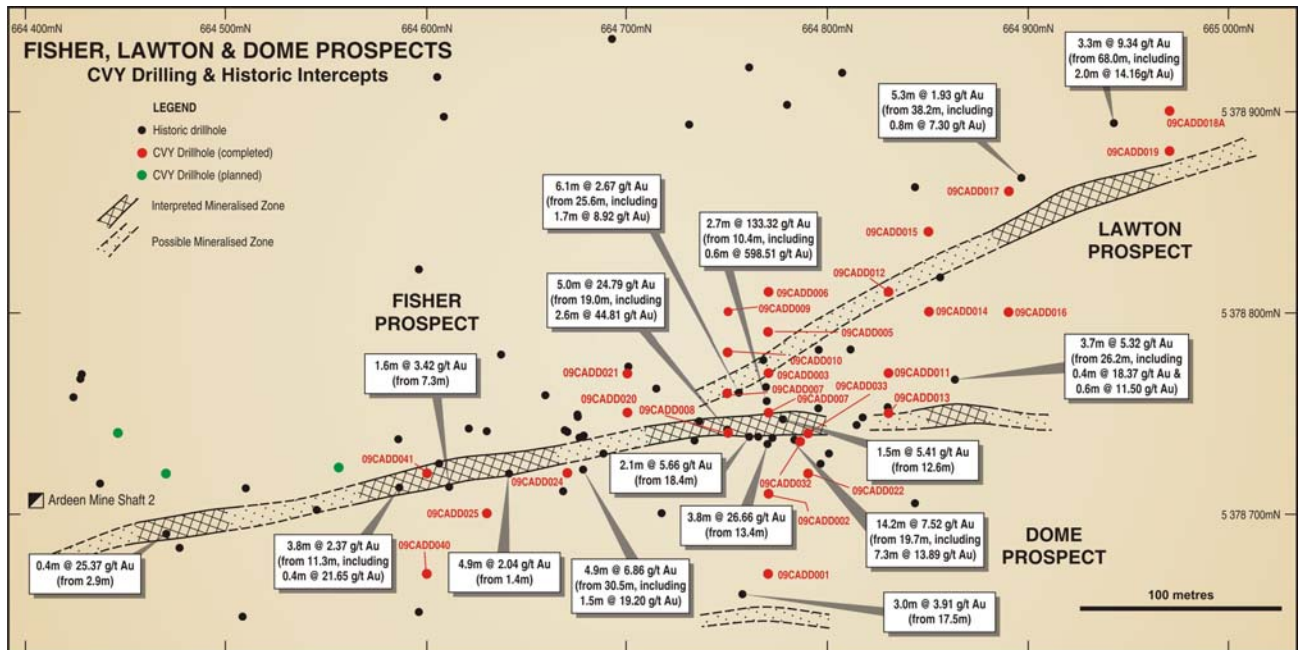 664 400mN
664 500mN
664 600mN
664 700mN
664 800mN
664 900mN
665 000mN
FISHER, LAWTON & DOME PROSPECTS
CVY Drilling & Historic Intercepts
LEGEND
Historic drillhole
CVY Drillhole (completed)
CVY Drillhole (planned)
Interpreted Mineralised Zone
Possible Mineralised Zone
3.3m @ 9.34 g/t Au
(from 68.0m, including
2.0m @ 14.16g/t Au)
5.3m @ 1.93 g/t Au
(from 38.2m, including
0.8m @ 7.30 g/t Au)
5 378 900mN
09CADD018A
09CADD019
09CADD017
6.1m @ 2.67 g/t Au
(from 25.6m, including
1.7m @ 8.92 g/t Au)
2.7m @ 133.32 g/t Au
(from 10.4m, including
0.6m @ 598.51 g/t Au)
09CADD015
LAWTON
PROSPECT
5.0m @ 24.79 g/t Au
(from 19.0m, including
2.6m @ 44.81 g/t Au)
09CADD012
09CADD006
09CADD009
09CADD014
09CADD016
5 378 800mN
FISHER
PROSPECT
09CADD005
09CADD010
1.6m @ 3.42 g/t Au
(from 7.3m)
09CADD021
09CADD003
09CADD033
09CADD011
3.7m @ 5.32 g/t Au
(from 26.2m, including
0.4m @ 18.37 g/t Au &
0.6m @ 11.50 g/t Au)
09CADD007
09CADD020
09CADD008
09CADD007
09CADD013
09CADD041
09CADD024
2.1m @ 5.66 g/t Au
(from 18.4m)
1.5m @ 5.41 g/t Au
(from 12.6m)
09CADD032
09CADD022
Ardeen Mine Shaft 2
09CADD025
3.8m @ 26.66 g/t Au
(from 13.4m)
09CADD002
5 378 700mN
14.2m @ 7.52 g/t Au
(from 19.7m, including
7.3m @ 13.89 g/t Au)
DOME
PROSPECT
0.4m @ 25.37 g/t Au
(from 2.9m)
3.8m @ 2.37 g/t Au
(from 11.3m, including
0.4m @ 21.65 g/t Au)
09CADD040
4.9m @ 2.04 g/t Au
(from 1.4m)
4.9m @ 6.86 g/t Au
(from 30.5m, including
1.5m @ 19.20 g/t Au)
09CADD001
3.0m @ 3.91 g/t Au
(from 17.5m)
100 metres